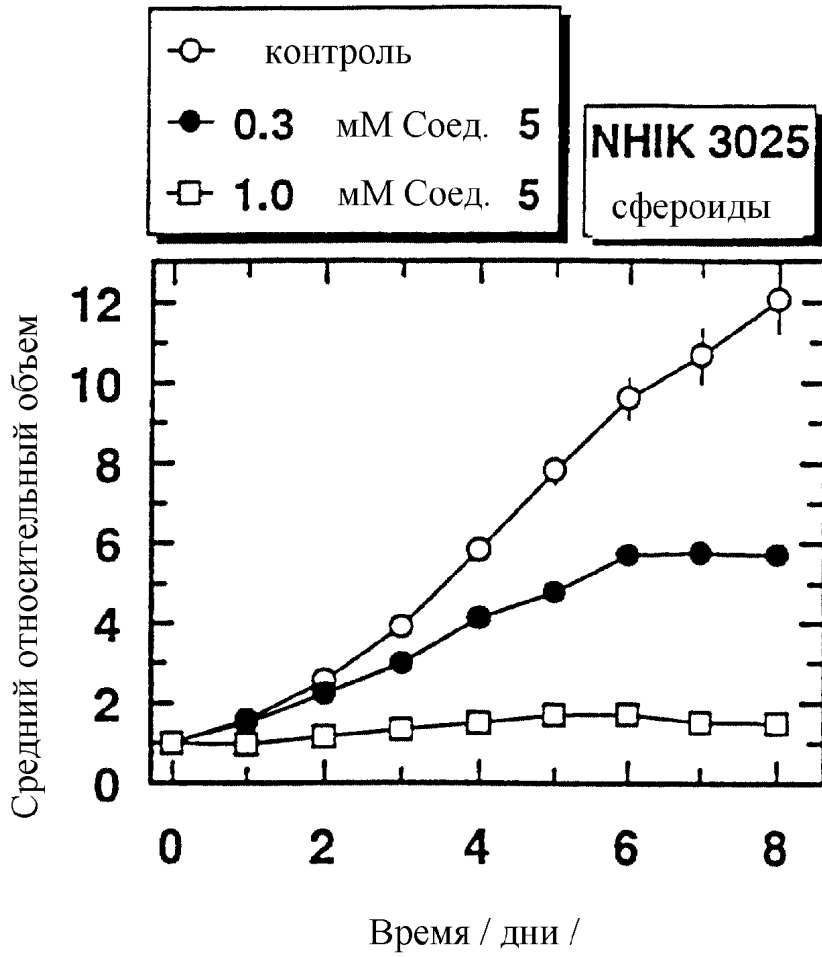 контроль
0.3 мМ Соед. 5
1.0 мМ Соед. 5
NHIK 3025
сфероиды
Средний относительный объем
12
10
8
6
4
2
0
0 2 4 6 8
Время / дни /